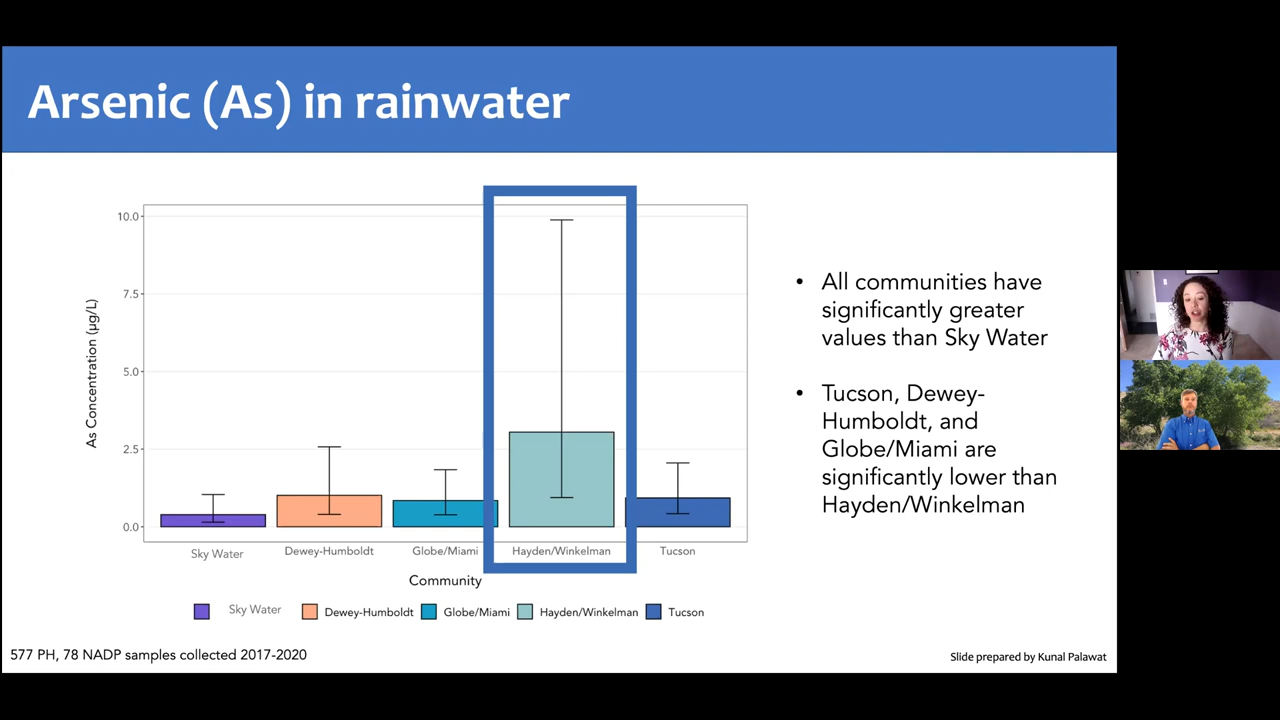 Arsenic (As) in rainwater
As Concentration (µg/L)
10.0
7.5
5.0
2.5
0.0
Sky Water
Dewey-Humboldt
Globe/Miami
Hayden/Winkelman
Tucson
Community
Sky Water
Dewey-Humboldt
Globe/Miami
Hayden/Winkelman
Tucson
• All communities have
significantly greater
values than Sky Water
• Tucson, Dewey-
Humboldt, and
Globe/Miami are
significantly lower than
Hayden/Winkelman
577 PH, 78 NADP samples collected 2017-2020
Slide prepared by Kunal Palawat